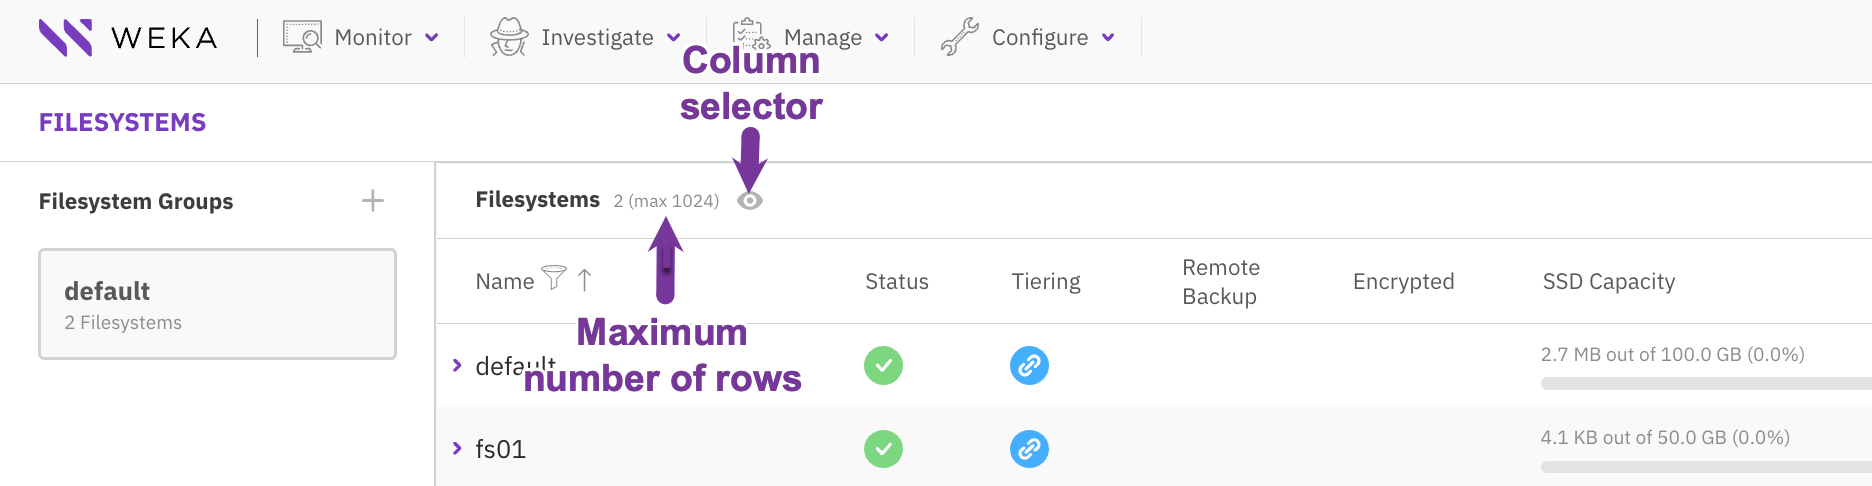 WEKA
Monitor
Investigate
Manage
Configure
Column
selector
FILESYSTEMS
Filesystem Groups
default
2 Filesystems
Filesystems 2 (max 1024)
Name
Status
Tiering
Remote
Backup
Encrypted
SSD Capacity
Maximum
number of rows
default
2.7 MB out of 100.0 GB (0.0%)
fs01
4.1 KB out of 50.0 GB (0.0%)